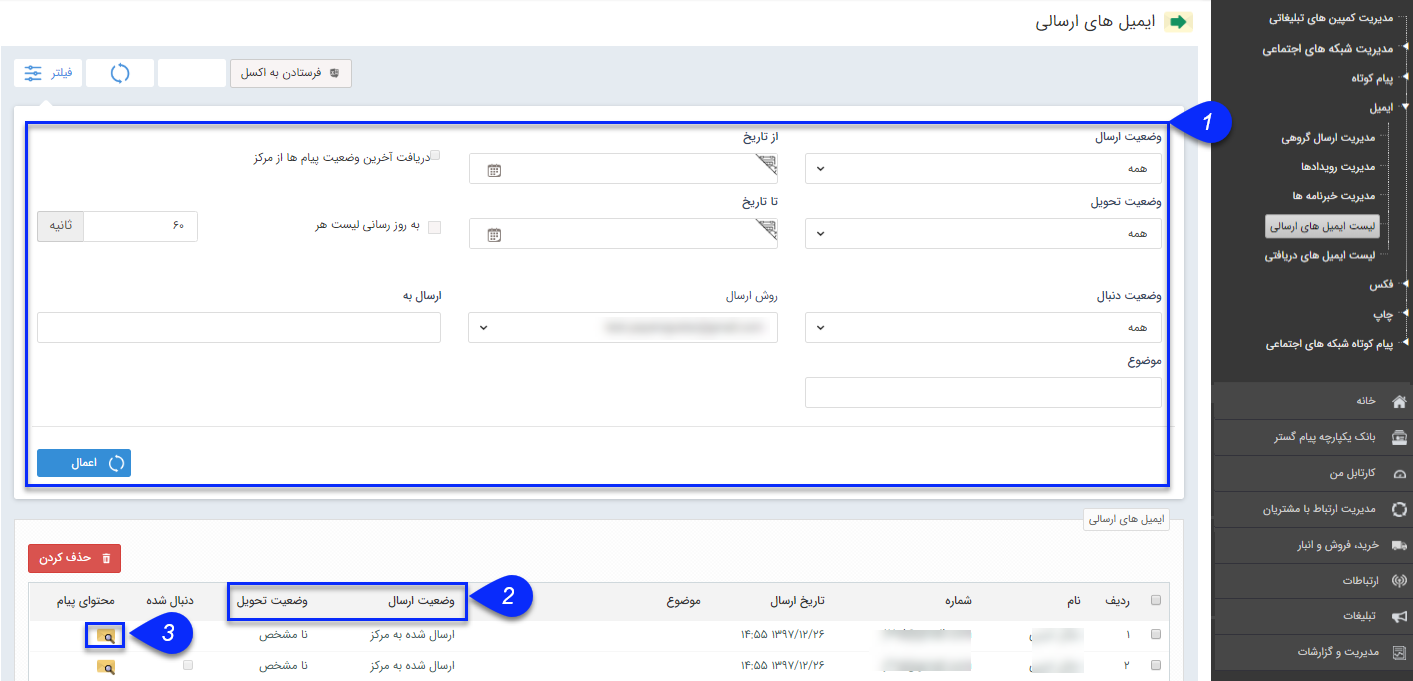 مدیریت کمپین های تبلیغاتی
مدیریت شبکه های اجتماعی
پیام کوتاه
ایمیل
مدیریت ارسال گروهی
مدیریت رویدادها
مدیریت خبرنامه ها
لیست ایمیل های ارسالی
لیست ایمیل های دریافتی
فکس
چاپ
پیام کوتاه شبکه های اجتماعی
خانه
بانک یکپارچه پیام گستر
کارتابل من
مدیریت ارتباط با مشتریان
خرید، فروش و انبار
ارتباطات
تبلیغات
مدیریت و گزارشات
ایمیل های ارسالی
فرستادن به اکسل
فیلتر
1
وضعیت ارسال
از تاریخ
همه
دریافت آخرین وضعیت پیام ها از مرکز
وضعیت تحویل
تا تاریخ
همه
به روز رسانی لیست هر
۶۰
ثانیه
وضعیت دنبال
روش ارسال
ارسال به
همه
موضوع
اعمال
ایمیل های ارسالی
حذف کردن
2
ردیف نام شماره تاریخ ارسال موضوع وضعیت ارسال وضعیت تحویل دنبال شده محتوای پیام
3
۱ ۱۳۹۷/۱۲/۲۶ ۱۴:۵۵ ارسال شده به مرکز نا مشخص
۲ ۱۳۹۷/۱۲/۲۶ ۱۴:۵۵ ارسال شده به مرکز نا مشخص